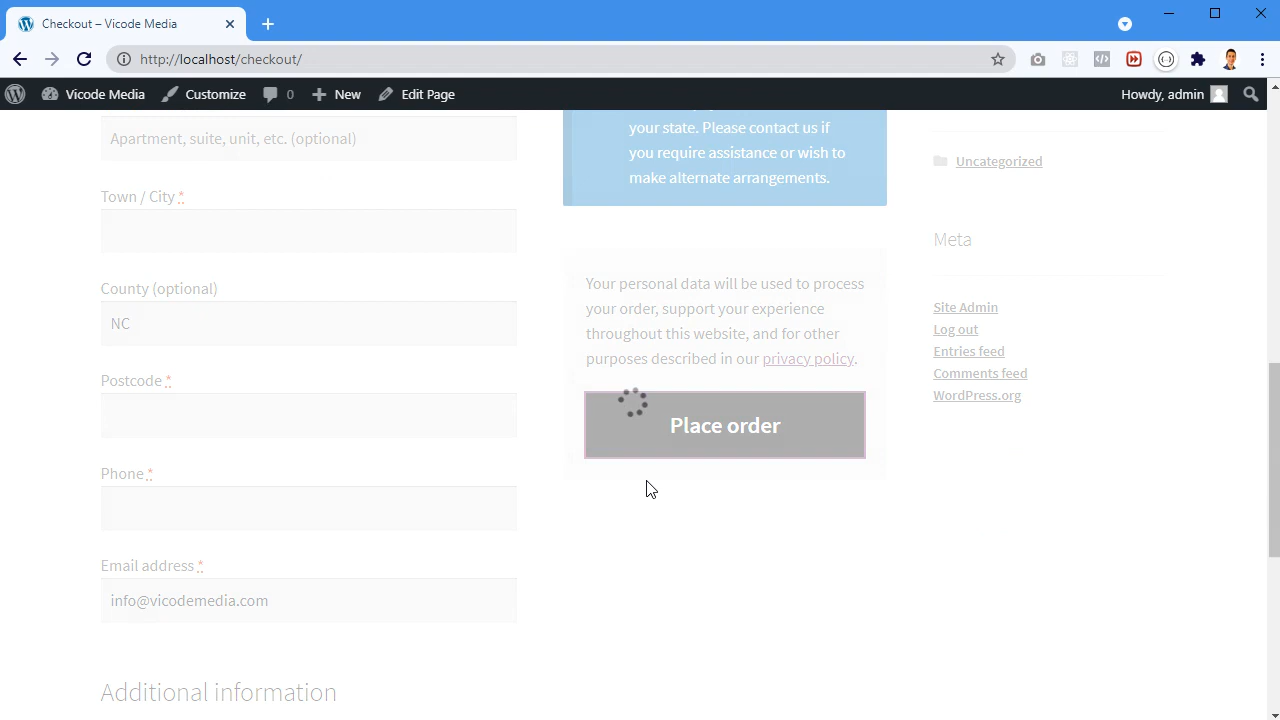 Checkout – Vicode Media
http://localhost/checkout/
Vicode Media
Customize
0
New
Edit Page
Howdy, admin
Apartment, suite, unit, etc. (optional)
Town / City *
County (optional)
NC
Postcode *
Phone *
Email address *
info@vicodemedia.com
Additional information
your state. Please contact us if
you require assistance or wish to
make alternate arrangements.
Your personal data will be used to process
your order, support your experience
throughout this website, and for other
purposes described in our privacy policy.
Place order
Uncategorized
Meta
Site Admin
Log out
Entries feed
Comments feed
WordPress.org